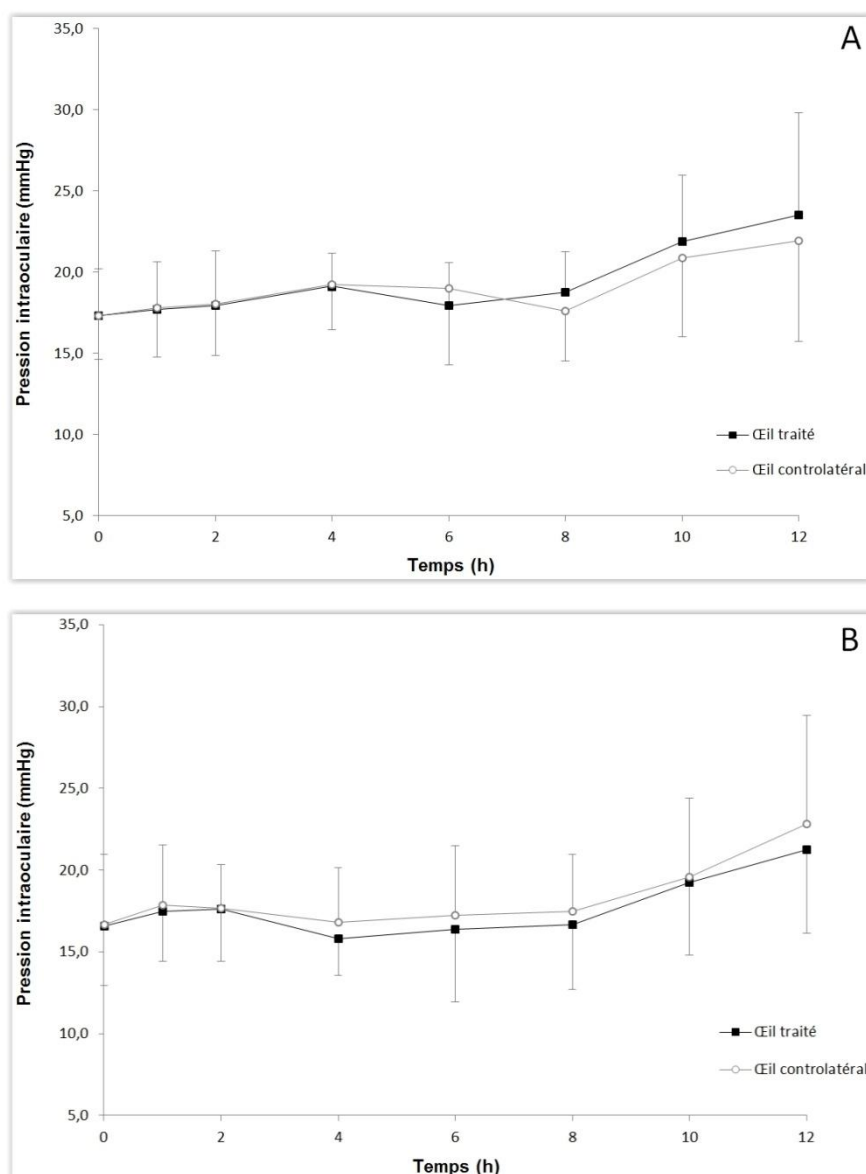 A
35,0
30,0
25,0
20,0
15,0
10,0
5,0
Pression intraoculaire (mmHg)
Œil traité
Œil controlatéral
0 2 4 6 8 10 12
Temps (h)
B
35,0
30,0
25,0
20,0
15,0
10,0
5,0
Pression intraoculaire (mmHg)
Œil traité
Œil controlatéral
0 2 4 6 8 10 12
Temps (h)